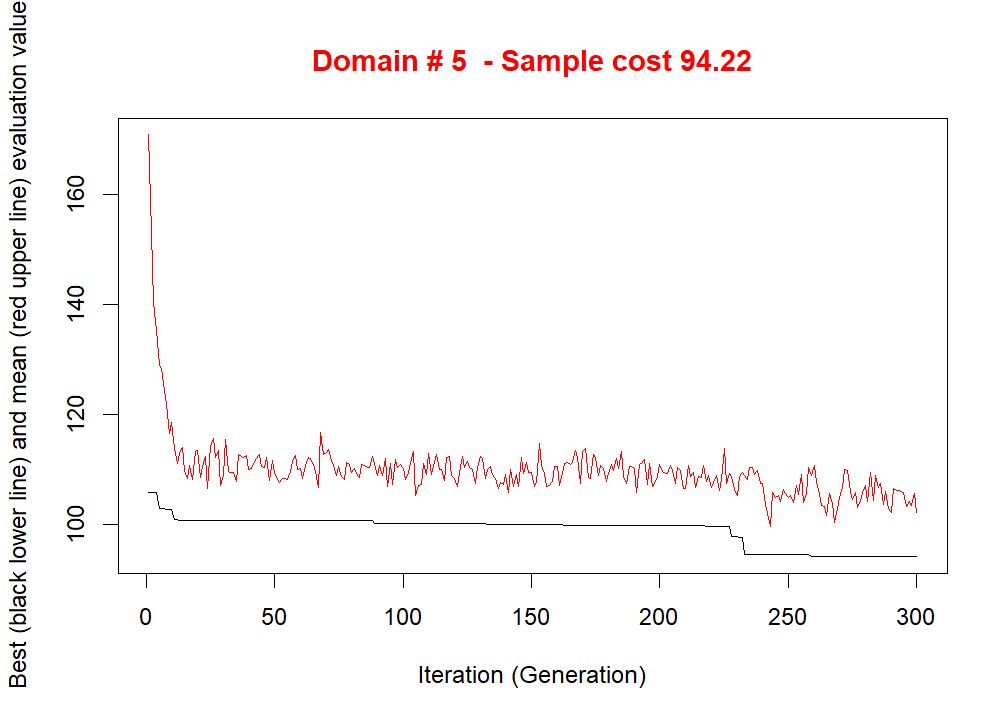 Domain # 5  - Sample cost 94.22
Best (black lower line) and mean (red upper line) evaluation value
160
140
120
100
0 50 100 150 200 250 300
Iteration (Generation)